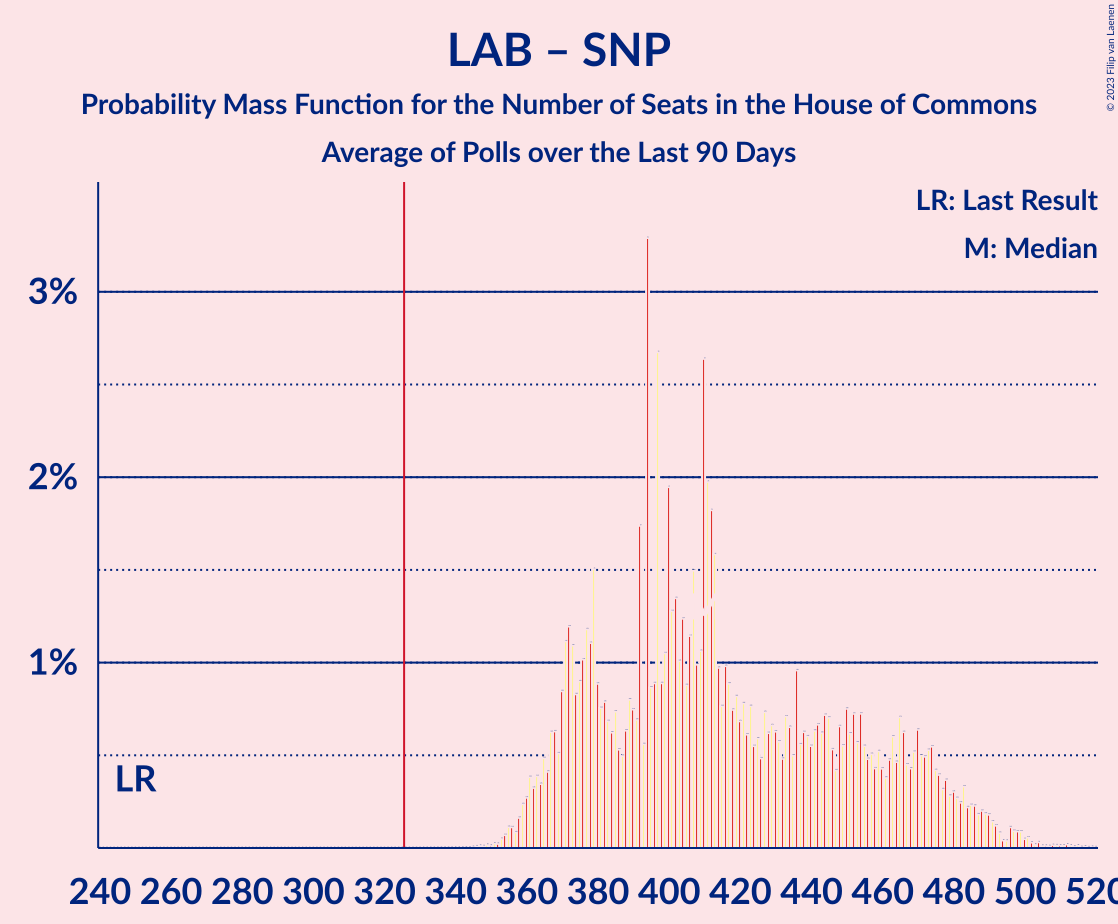 LAB – SNP
Probability Mass Function for the Number of Seats in the House of Commons
Average of Polls over the Last 90 Days
© 2023 Filip van Laenen
LR: Last Result
M: Median
3%
2%
1%
LR
240 260 280 300 320 340 360 380 400 420 440 460 480 500 520